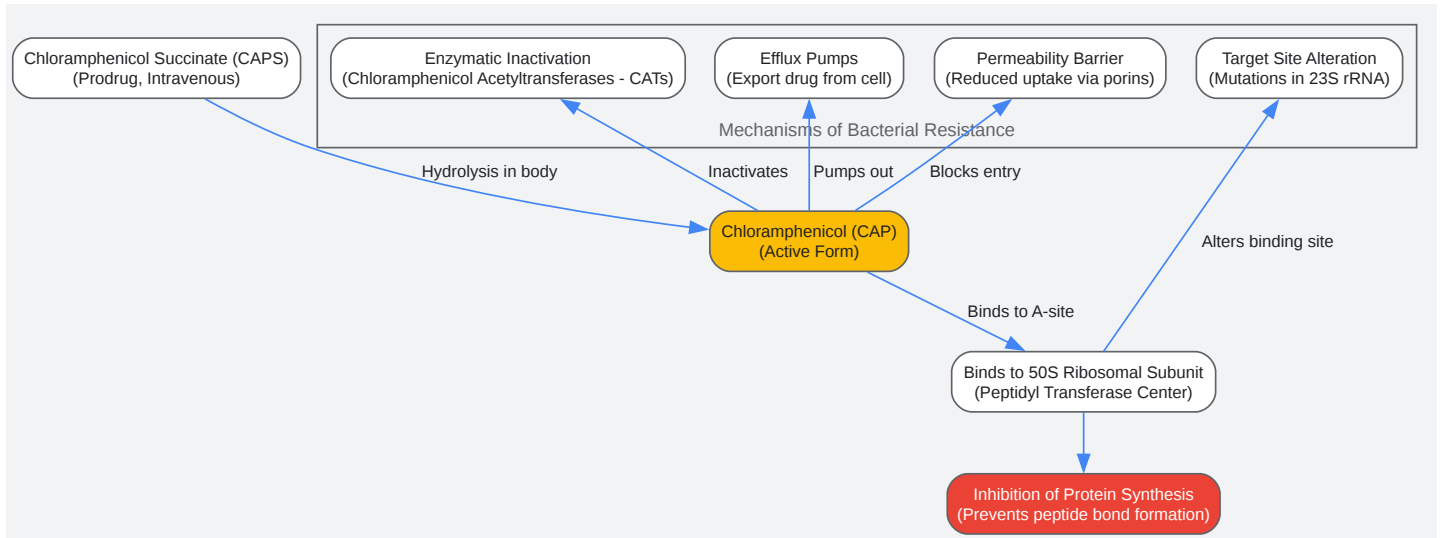 Chloramphenicol Succinate (CAPS)
(Prodrug, Intravenous)
Enzymatic Inactivation
(Chloramphenicol Acetyltransferases - CATs)
Efflux Pumps
(Export drug from cell)
Permeability Barrier
(Reduced uptake via porins)
Target Site Alteration
(Mutations in 23S rRNA)
Mechanisms of Bacterial Resistance
Hydrolysis in body
Inactivates
Pumps out
Blocks entry
Chloramphenicol (CAP)
(Active Form)
Alters binding site
Binds to A-site
Binds to 50S Ribosomal Subunit
(Peptidyl Transferase Center)
Inhibition of Protein Synthesis
(Prevents peptide bond formation)